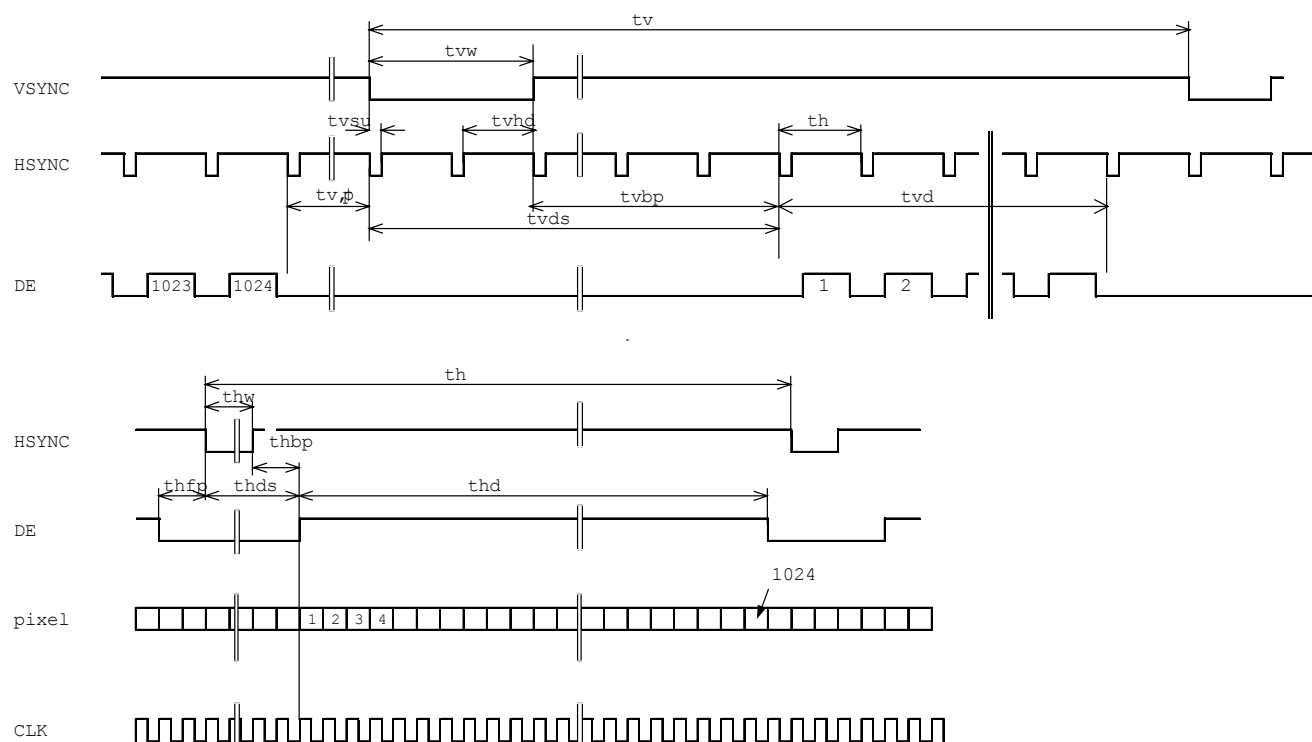 tv
tvw
VSYNC
tvsu
tvhd
th
HSYNC
tvbp
tvd
tvds
DE
1023
1024
1
2
th
thw
HSYNC
thbp
thfp
thds
thd
DE
1024
pixel
1
2
3
4
CLK